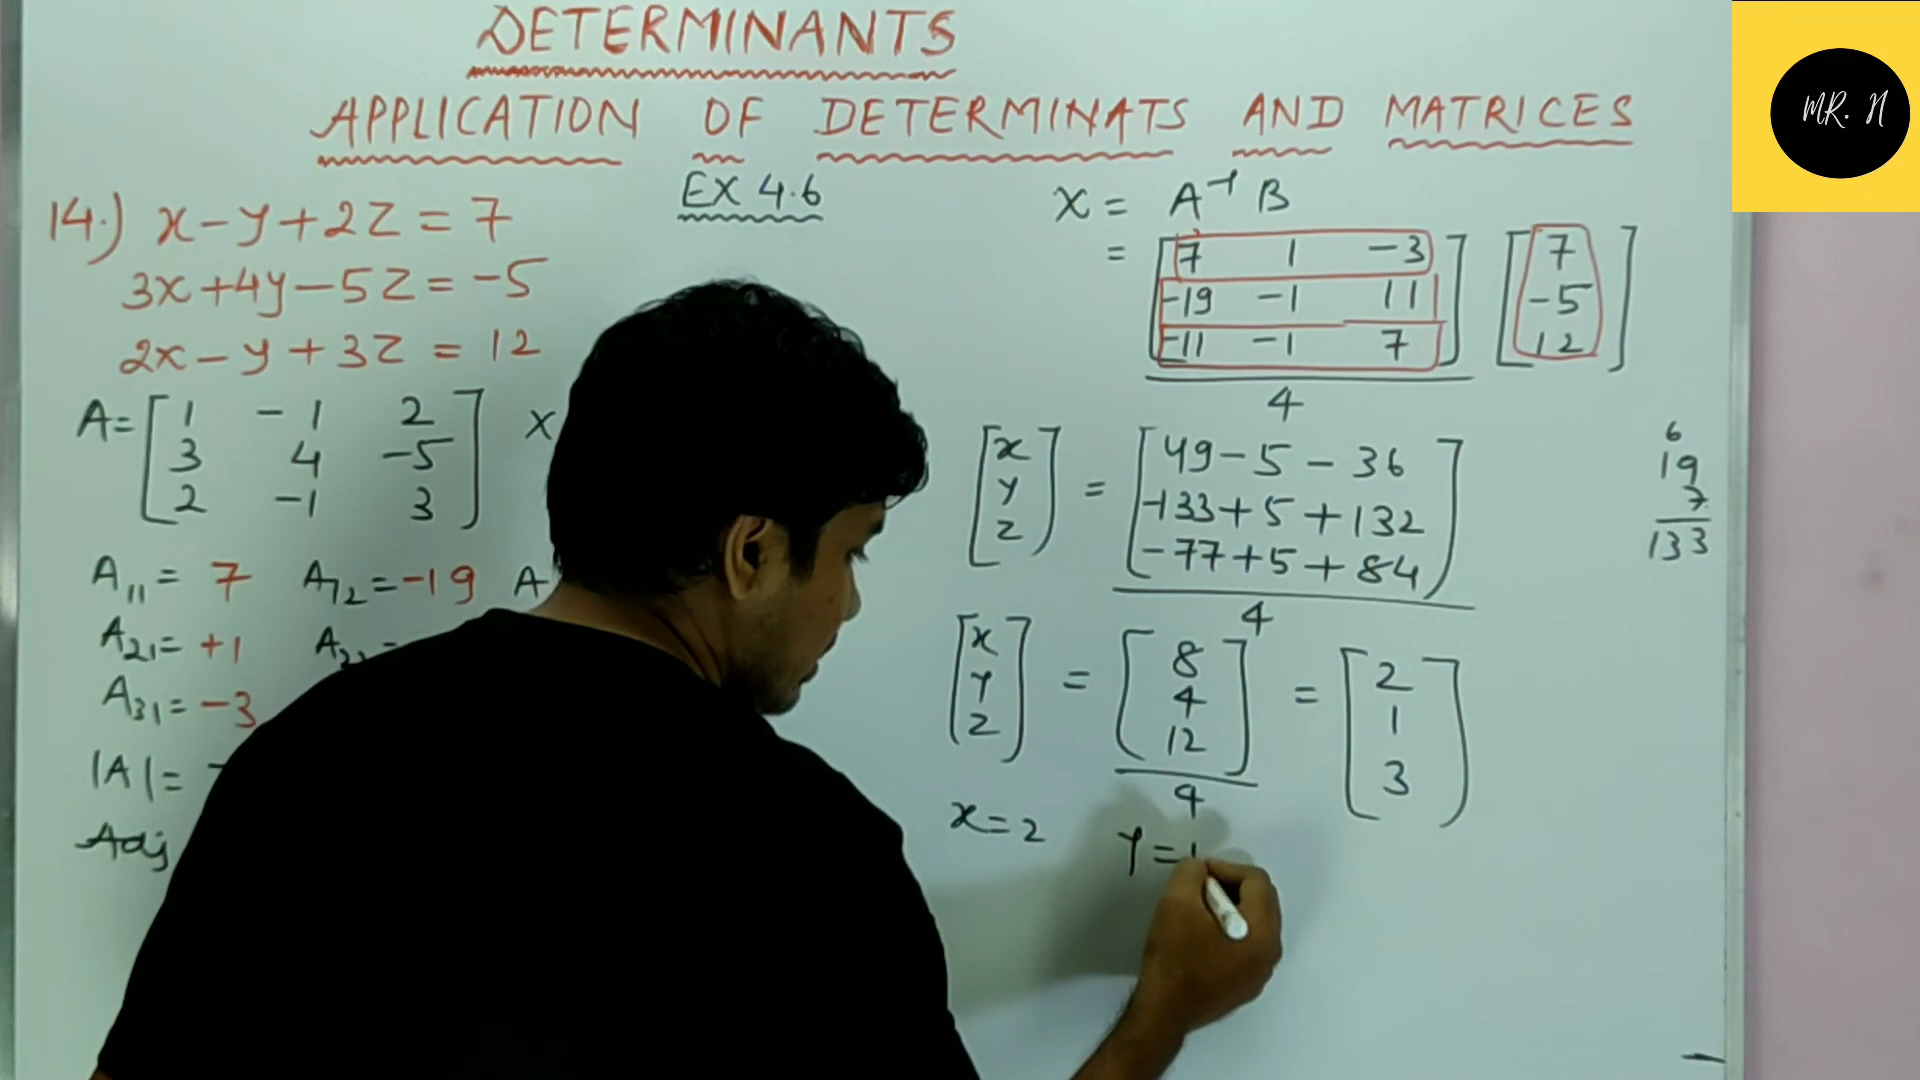 DETERMINANTS
APPLICATION OF DETERMINATS AND MATRICES
EX 4.6
MR. N
14.) x - y + 2z = 7
3x + 4y - 5z = -5
2x - y + 3z = 12
A = [ 1 -1 2
3 4 -5
2 -1 3 ] X
A11 = 7 A12 = -19 A
A21 = +1 A22 =
A31 = -3
|A| =
Adj
X = A⁻¹ B
= [ 7 1 -3
-19 -1 11
-11 -1 7 ] [ 7
-5
12 ]
4
[ x
y
z ] = [ 49 - 5 - 36
-133 + 5 + 132
-77 + 5 + 84 ]
4
6
19
7
133
[ x
y
z ] = [ 8
4
12 ] = [ 2
1
3 ]
4
x = 2 y = 1